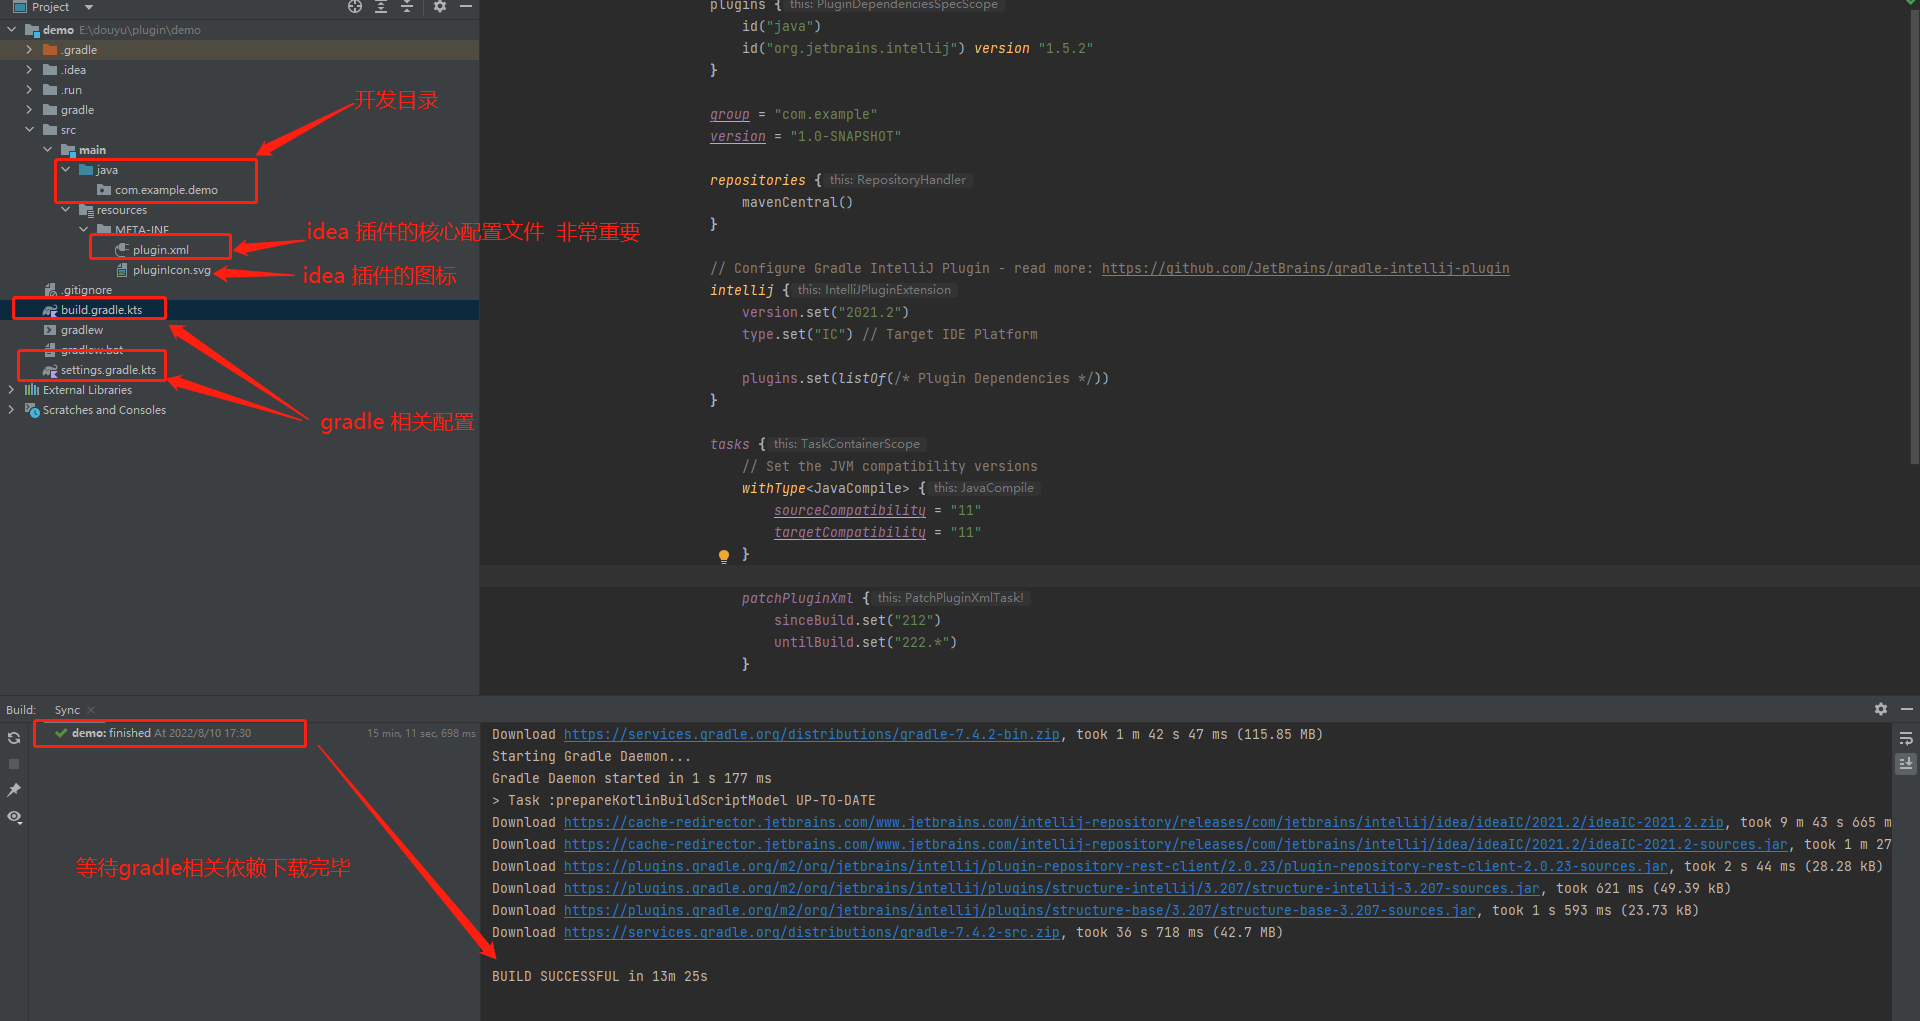 Project
demo E:\douyu\plugin\demo
.gradle
.idea
.run
gradle
src
main
java
com.example.demo
resources
META-INF
plugin.xml
pluginIcon.svg
.gitignore
build.gradle.kts
gradlew
gradlew.bat
settings.gradle.kts
External Libraries
Scratches and Consoles
开发目录
idea 插件的核心配置文件 非常重要
idea 插件的图标
gradle 相关配置
plugins { this: PluginDependenciesSpecScope
id("java")
id("org.jetbrains.intellij") version "1.5.2"
}
group = "com.example"
version = "1.0-SNAPSHOT"
repositories { this: RepositoryHandler
mavenCentral()
}
// Configure Gradle IntelliJ Plugin - read more: https://github.com/JetBrains/gradle-intellij-plugin
intellij { this: IntelliJPluginExtension
version.set("2021.2")
type.set("IC") // Target IDE Platform
plugins.set(listOf(/* Plugin Dependencies */))
}
tasks { this: TaskContainerScope
// Set the JVM compatibility versions
withType<JavaCompile> { this: JavaCompile
sourceCompatibility = "11"
targetCompatibility = "11"
}
patchPluginXml { this: PatchPluginXmlTask!
sinceBuild.set("212")
untilBuild.set("222.*")
}
Build: Sync
demo: finished At 2022/8/10 17:30 15 min, 11 sec, 698 ms
等待gradle相关依赖下载完毕
Download https://services.gradle.org/distributions/gradle-7.4.2-bin.zip, took 1 m 42 s 47 ms (115.85 MB)
Starting Gradle Daemon...
Gradle Daemon started in 1 s 177 ms
> Task :prepareKotlinBuildScriptModel UP-TO-DATE
Download https://cache-redirector.jetbrains.com/www.jetbrains.com/intellij-repository/releases/com/jetbrains/intellij/idea/ideaIC/2021.2/ideaIC-2021.2.zip, took 9 m 43 s 665 m
Download https://cache-redirector.jetbrains.com/www.jetbrains.com/intellij-repository/releases/com/jetbrains/intellij/idea/ideaIC/2021.2/ideaIC-2021.2-sources.jar, took 1 m 27
Download https://plugins.gradle.org/m2/org/jetbrains/intellij/plugin-repository-rest-client/2.0.23/plugin-repository-rest-client-2.0.23-sources.jar, took 2 s 44 ms (28.28 kB)
Download https://plugins.gradle.org/m2/org/jetbrains/intellij/plugins/structure-intellij/3.207/structure-intellij-3.207-sources.jar, took 621 ms (49.39 kB)
Download https://plugins.gradle.org/m2/org/jetbrains/intellij/plugins/structure-base/3.207/structure-base-3.207-sources.jar, took 1 s 593 ms (23.73 kB)
Download https://services.gradle.org/distributions/gradle-7.4.2-src.zip, took 36 s 718 ms (42.7 MB)
BUILD SUCCESSFUL in 13m 25s